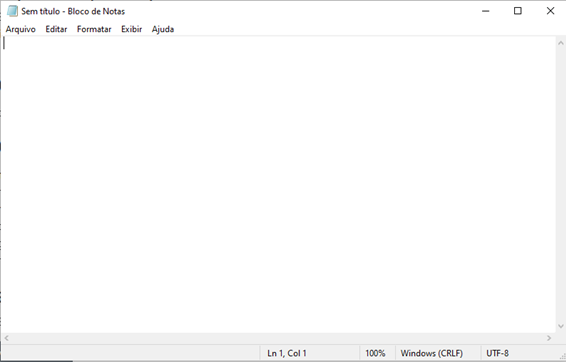 Sem título - Bloco de Notas
Arquivo Editar Formatar Exibir Ajuda
Ln 1, Col 1 100% Windows (CRLF) UTF-8